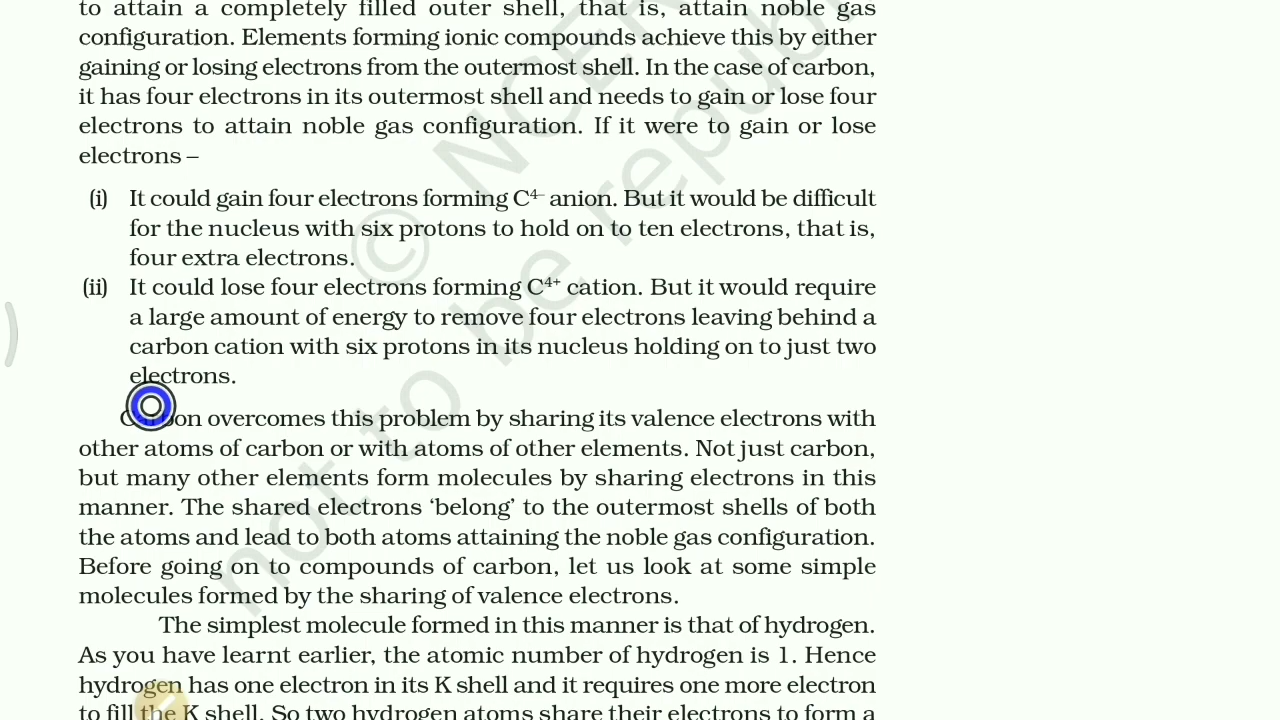 to attain a completely filled outer shell, that is, attain noble gas
configuration. Elements forming ionic compounds achieve this by either
gaining or losing electrons from the outermost shell. In the case of carbon,
it has four electrons in its outermost shell and needs to gain or lose four
electrons to attain noble gas configuration. If it were to gain or lose
electrons –
(i) It could gain four electrons forming C⁴⁻ anion. But it would be difficult
for the nucleus with six protons to hold on to ten electrons, that is,
four extra electrons.
(ii) It could lose four electrons forming C⁴⁺ cation. But it would require
a large amount of energy to remove four electrons leaving behind a
carbon cation with six protons in its nucleus holding on to just two
electrons.
Carbon overcomes this problem by sharing its valence electrons with
other atoms of carbon or with atoms of other elements. Not just carbon,
but many other elements form molecules by sharing electrons in this
manner. The shared electrons ‘belong’ to the outermost shells of both
the atoms and lead to both atoms attaining the noble gas configuration.
Before going on to compounds of carbon, let us look at some simple
molecules formed by the sharing of valence electrons.
The simplest molecule formed in this manner is that of hydrogen.
As you have learnt earlier, the atomic number of hydrogen is 1. Hence
hydrogen has one electron in its K shell and it requires one more electron
to fill the K shell. So two hydrogen atoms share their electrons to form a
© NCER
not to be republ